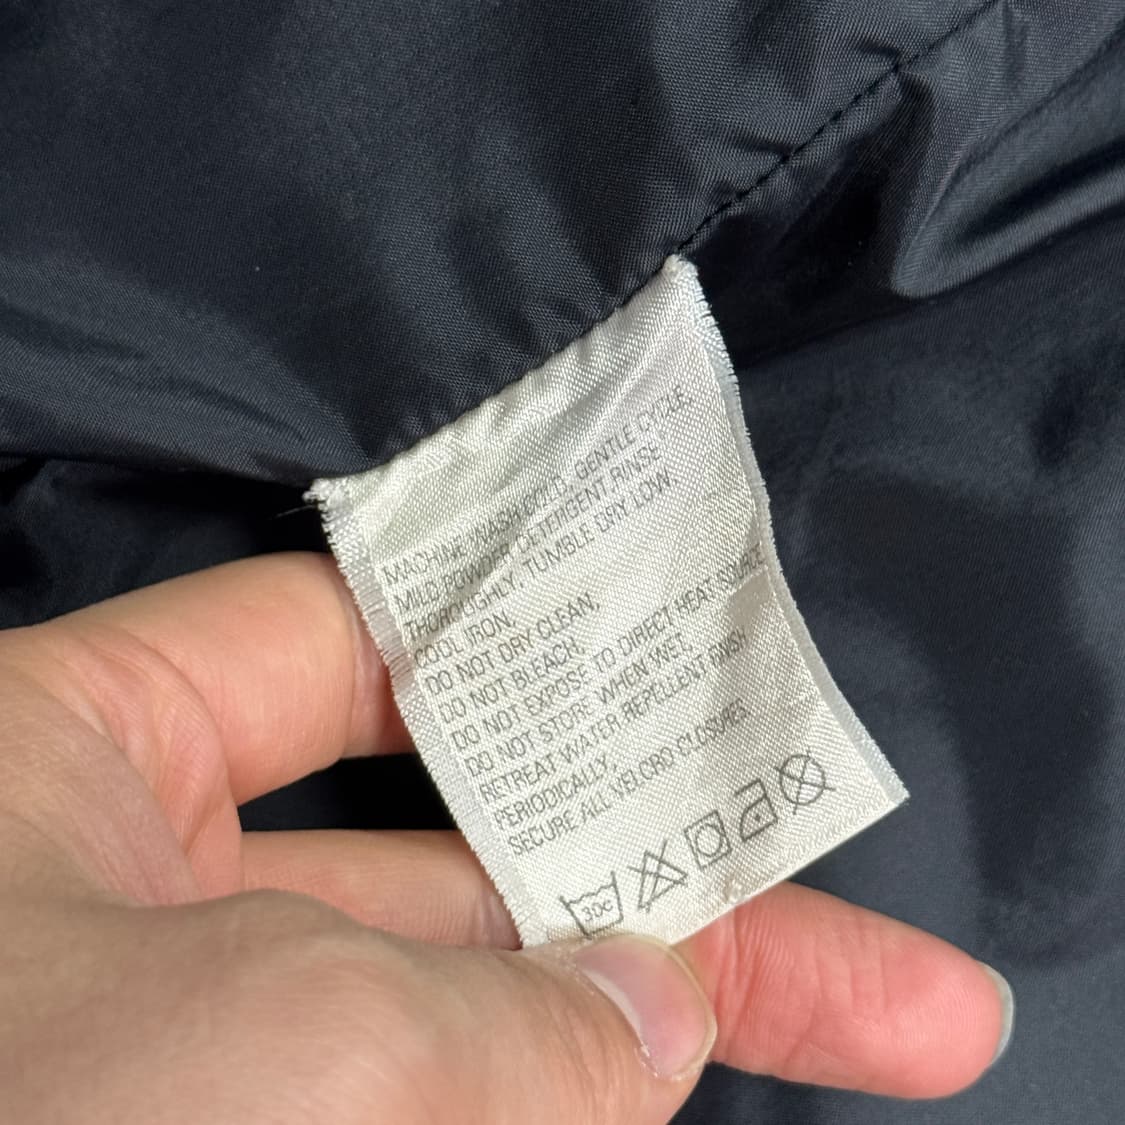 MACHINE WASH COLD, GENTLE CYCLE,
MILD POWDER DETERGENT RINSE
THOROUGHLY, TUMBLE DRY LOW.
COOL IRON,
DO NOT DRY CLEAN,
DO NOT BLEACH,
DO NOT EXPOSE TO DIRECT HEAT SOURCE
DO NOT STORE WHEN WET,
RETREAT WATER REPELLENT FINISH
PERIODICALLY,
SECURE ALL VELCRO CLOSURES
30c